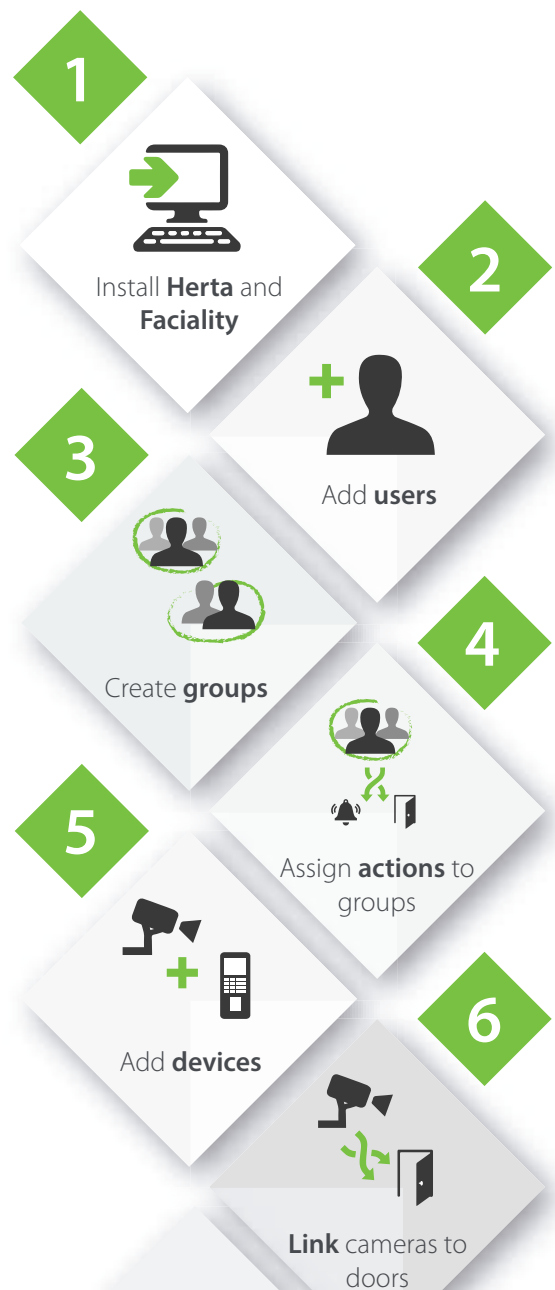 1
Install Herta and
Faciality
2
Add users
3
Create groups
4
Assign actions to
groups
5
Add devices
6
Link cameras to
doors